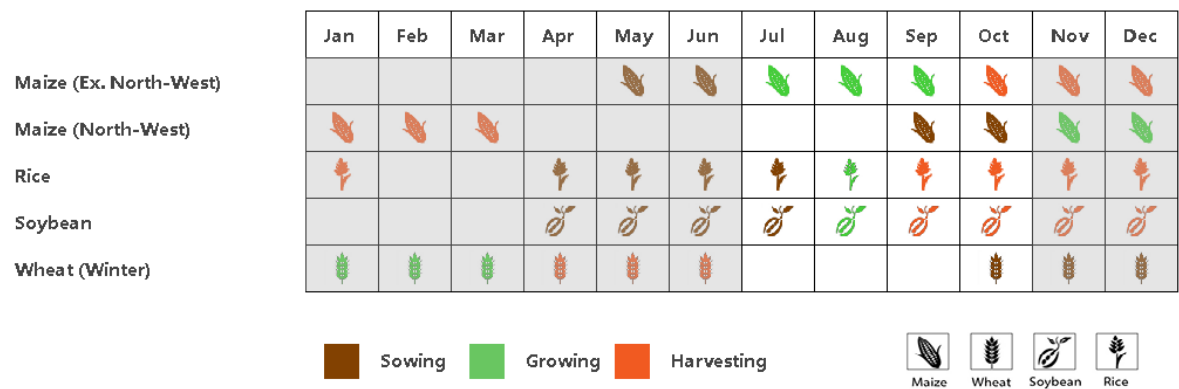 Jan Feb Mar Apr May Jun Jul Aug Sep Oct Nov Dec
Maize (Ex. North-West)
Maize (North-West)
Rice
Soybean
Wheat (Winter)
Sowing Growing Harvesting
Maize Wheat Soybean Rice